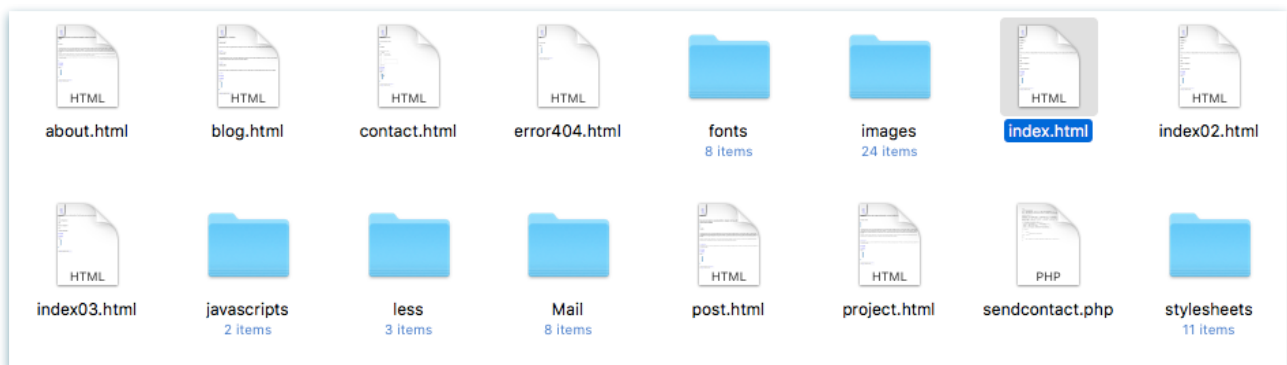 HTML HTML HTML HTML HTML HTML
about.html blog.html contact.html error404.html fonts images index.html index02.html
8 items 24 items
HTML HTML HTML PHP
index03.html javascripts less Mail post.html project.html sendcontact.php stylesheets
2 items 3 items 8 items 11 items